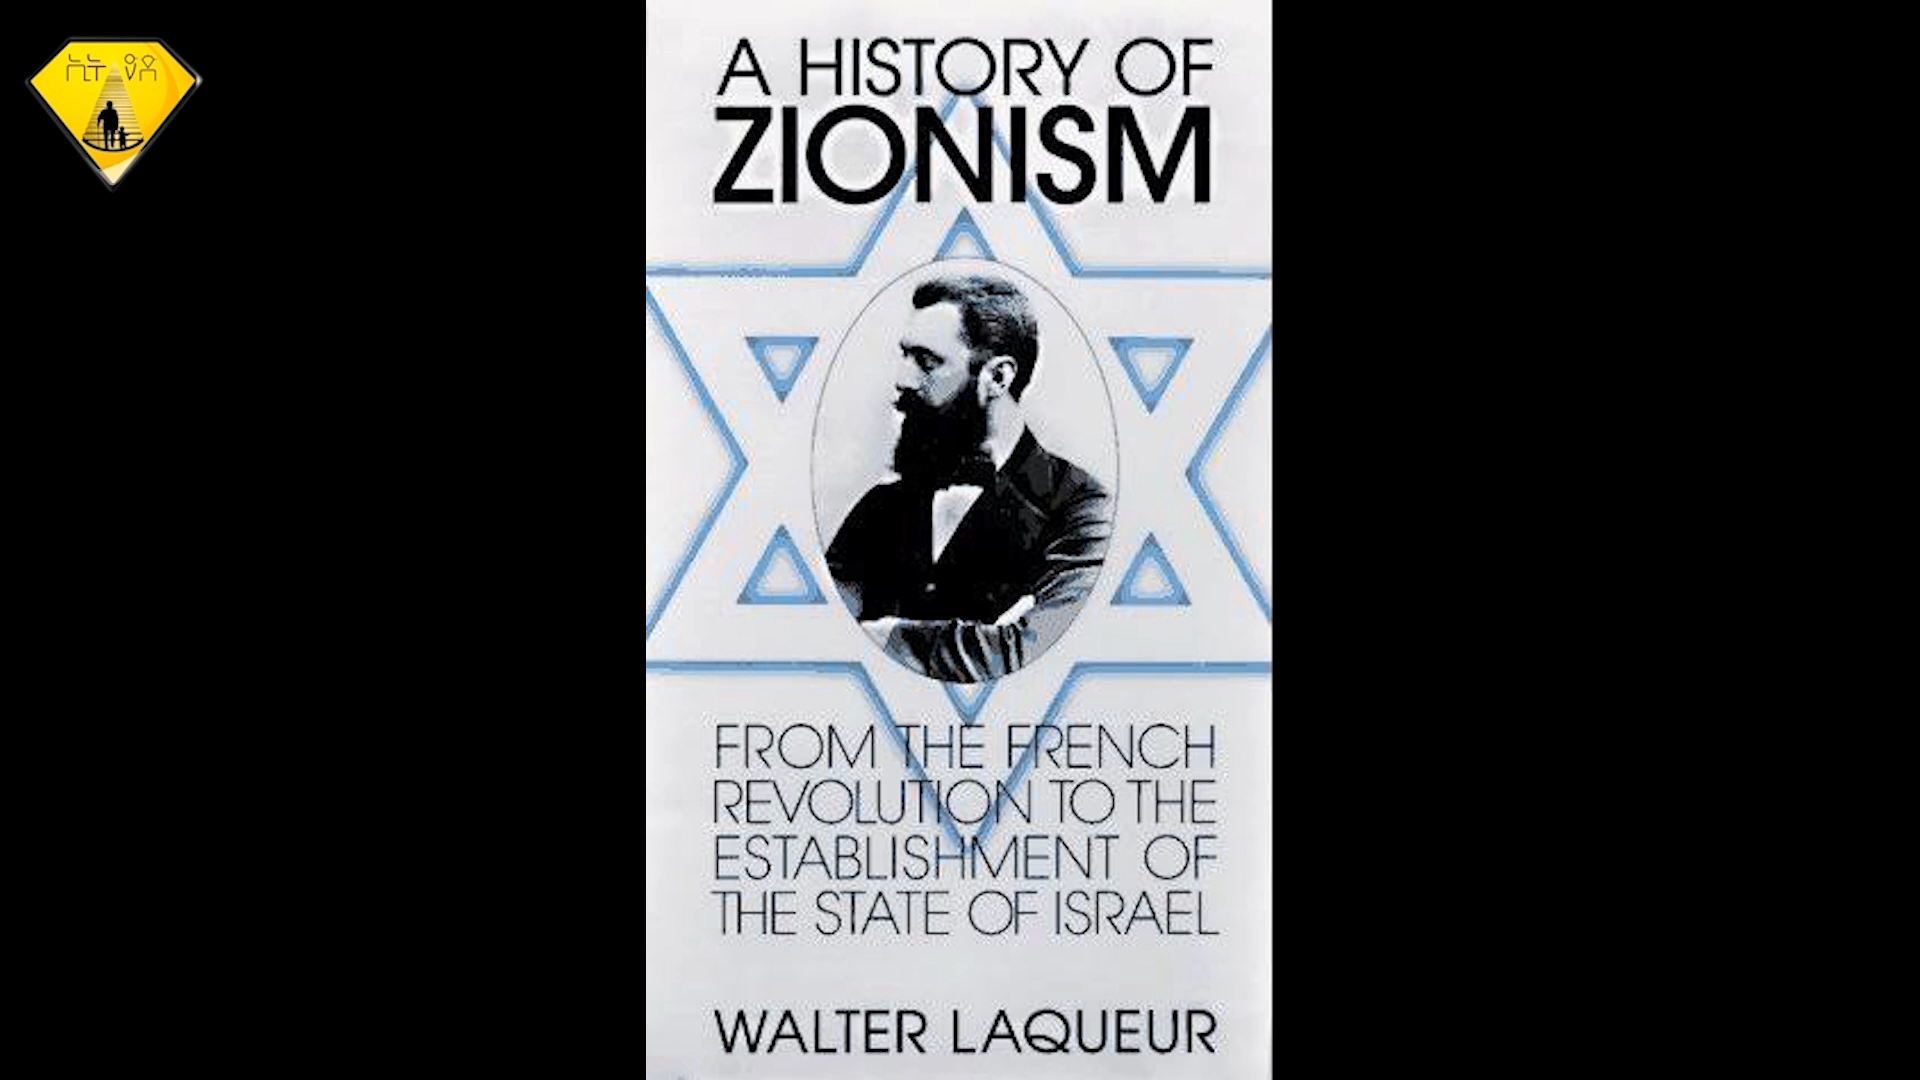 A HISTORY OF
ZIONISM
FROM THE FRENCH
REVOLUTION TO THE
ESTABLISHMENT OF
THE STATE OF ISRAEL
WALTER LAQUEUR